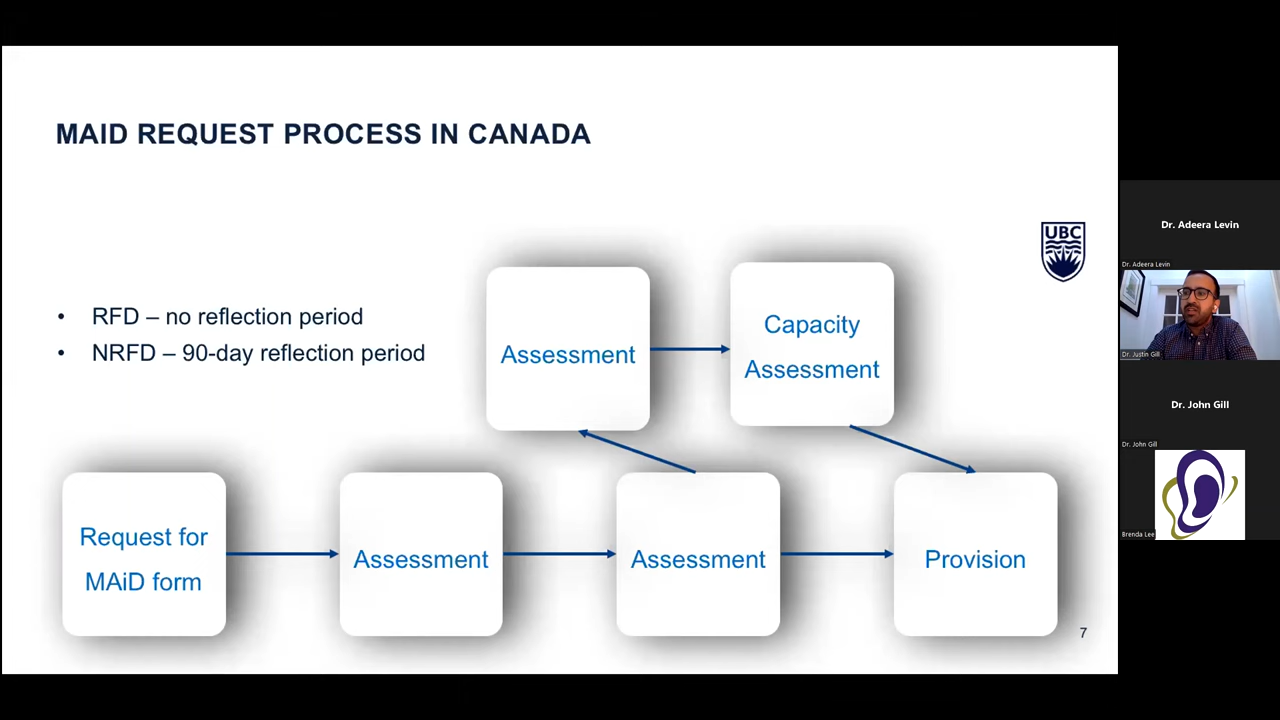 MAID REQUEST PROCESS IN CANADA
UBC
• RFD – no reflection period
• NRFD – 90-day reflection period
Assessment
Capacity
Assessment
Request for
MAiD form
Assessment
Assessment
Provision
7
Dr. Adeera Levin
Dr. Adeera Levin
Dr. Justin Gill
Dr. John Gill
Dr. John Gill
Brenda Lee